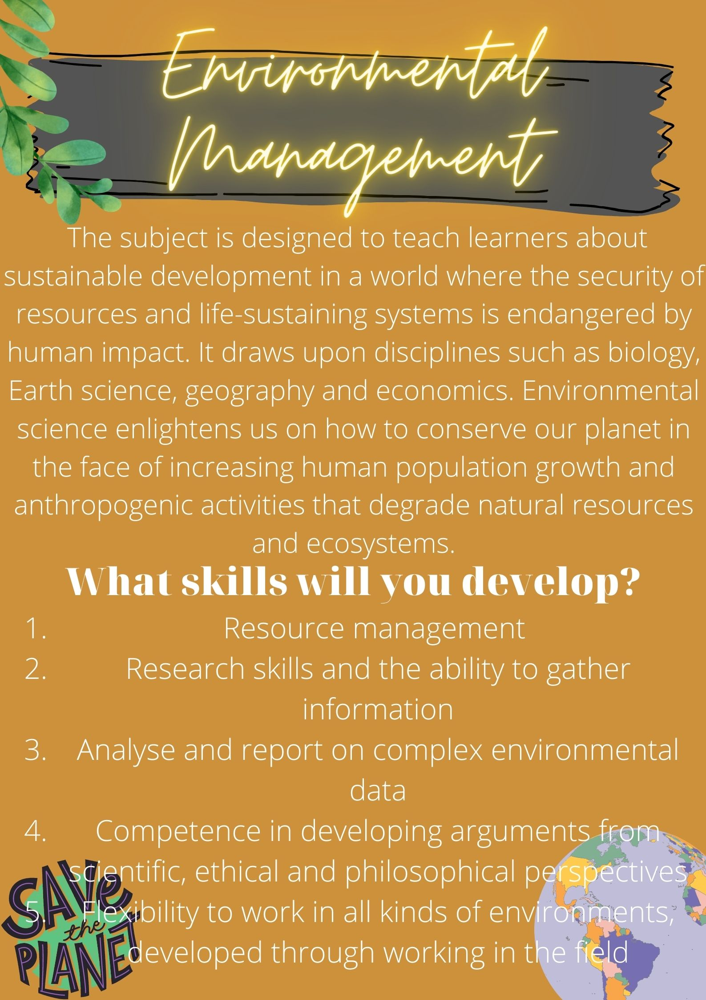 Environmental
Management
The subject is designed to teach learners about
sustainable development in a world where the security of
resources and life-sustaining systems is endangered by
human impact. It draws upon disciplines such as biology,
Earth science, geography and economics. Environmental
science enlightens us on how to conserve our planet in
the face of increasing human population growth and
anthropogenic activities that degrade natural resources
and ecosystems.
What skills will you develop?
1. Resource management
2. Research skills and the ability to gather
information
3. Analyse and report on complex environmental
data
4. Competence in developing arguments from
scientific, ethical and philosophical perspectives
5. Flexibility to work in all kinds of environments,
developed through working in the field
SAVE
the
PLANET